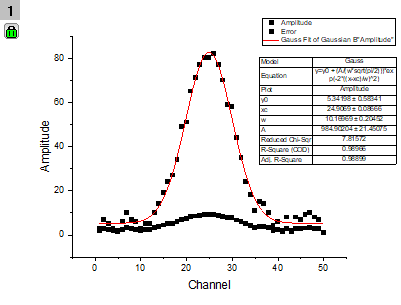 1
Amplitude
Error
Gauss Fit of Gaussian B"Amplitude"
Model Gauss
Equation y=y0 + (A/(w*sqrt(pi/2)))*ex
p(-2*((x-xc)/w)^2)
Plot Amplitude
y0 5.34198 ± 0.58341
xc 24.9069 ± 0.08666
w 10.16969 ± 0.20452
A 984.90204 ± 21.45075
Reduced Chi-Sqr 7.81572
R-Square (COD) 0.98966
Adj. R-Square 0.98899
80
60
40
20
0
Amplitude
0 10 20 30 40 50
Channel